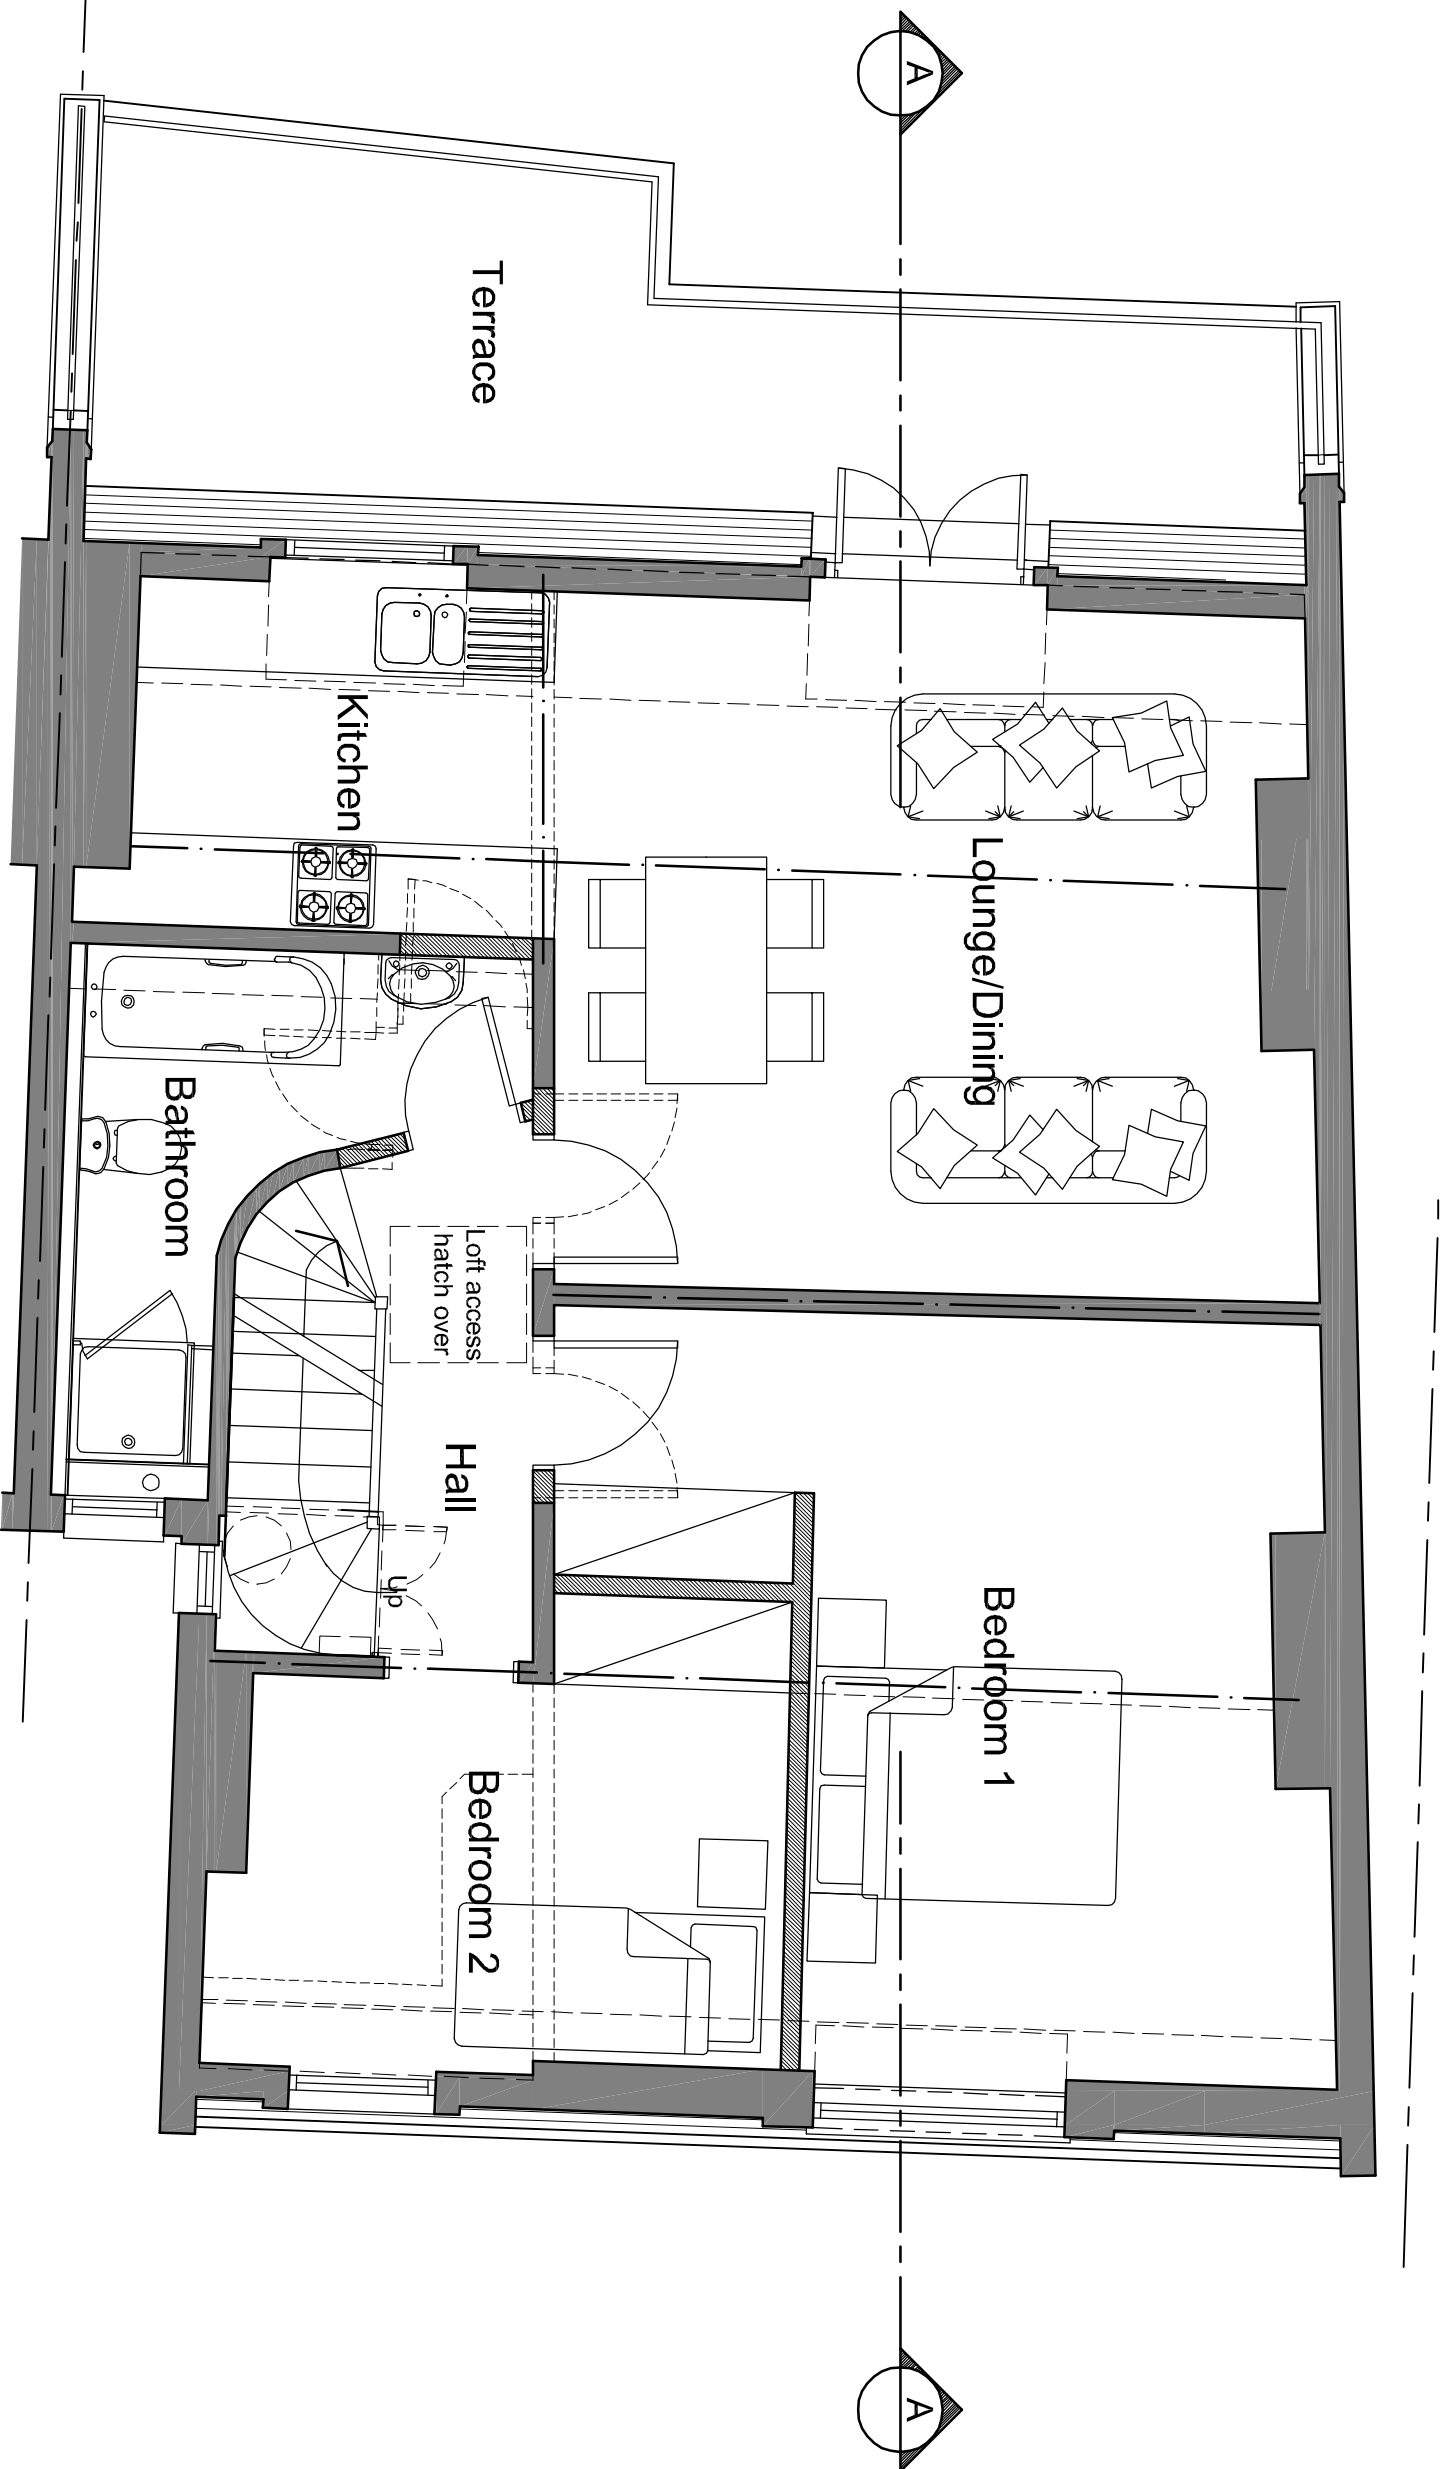 A
Terrace
Kitchen
Lounge/Dining
Bathroom
Loft access
hatch over
Hall
Up
Bedroom 1
Bedroom 2
A